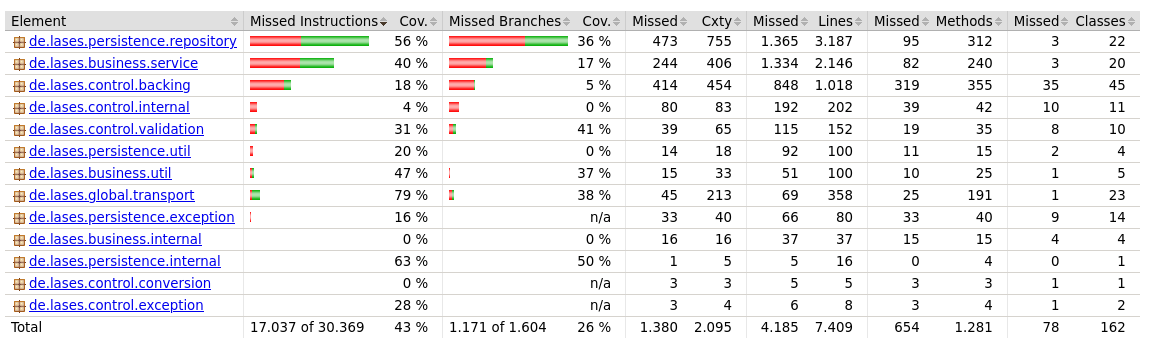 Element Missed Instructions Cov. Missed Branches Cov. Missed Cxty Missed Lines Missed Methods Missed Classes
de.lases.persistence.repository 56 % 36 % 473 755 1.365 3.187 95 312 3 22
de.lases.business.service 40 % 17 % 244 406 1.334 2.146 82 240 3 20
de.lases.control.backing 18 % 5 % 414 454 848 1.018 319 355 35 45
de.lases.control.internal 4 % 0 % 80 83 192 202 39 42 10 11
de.lases.control.validation 31 % 41 % 39 65 115 152 19 35 8 10
de.lases.persistence.util 20 % 0 % 14 18 92 100 11 15 2 4
de.lases.business.util 47 % 37 % 15 33 51 100 10 25 1 5
de.lases.global.transport 79 % 38 % 45 213 69 358 25 191 1 23
de.lases.persistence.exception 16 % n/a 33 40 66 80 33 40 9 14
de.lases.business.internal 0 % 0 % 16 16 37 37 15 15 4 4
de.lases.persistence.internal 63 % 50 % 1 5 5 16 0 4 0 1
de.lases.control.conversion 0 % n/a 3 3 5 5 3 3 1 1
de.lases.control.exception 28 % n/a 3 4 6 8 3 4 1 2
Total 17.037 of 30.369 43 % 1.171 of 1.604 26 % 1.380 2.095 4.185 7.409 654 1.281 78 162